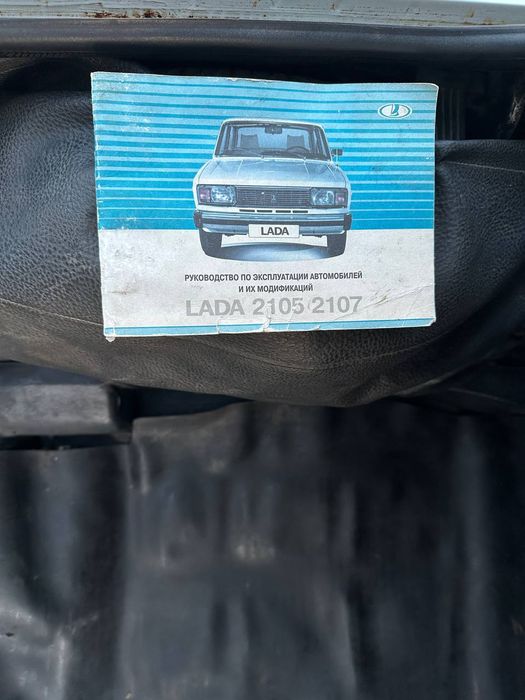 LADA
РУКОВОДСТВО ПО ЭКСПЛУАТАЦИИ АВТОМОБИЛЕЙ
И ИХ МОДИФИКАЦИЙ
LADA 2105 2107